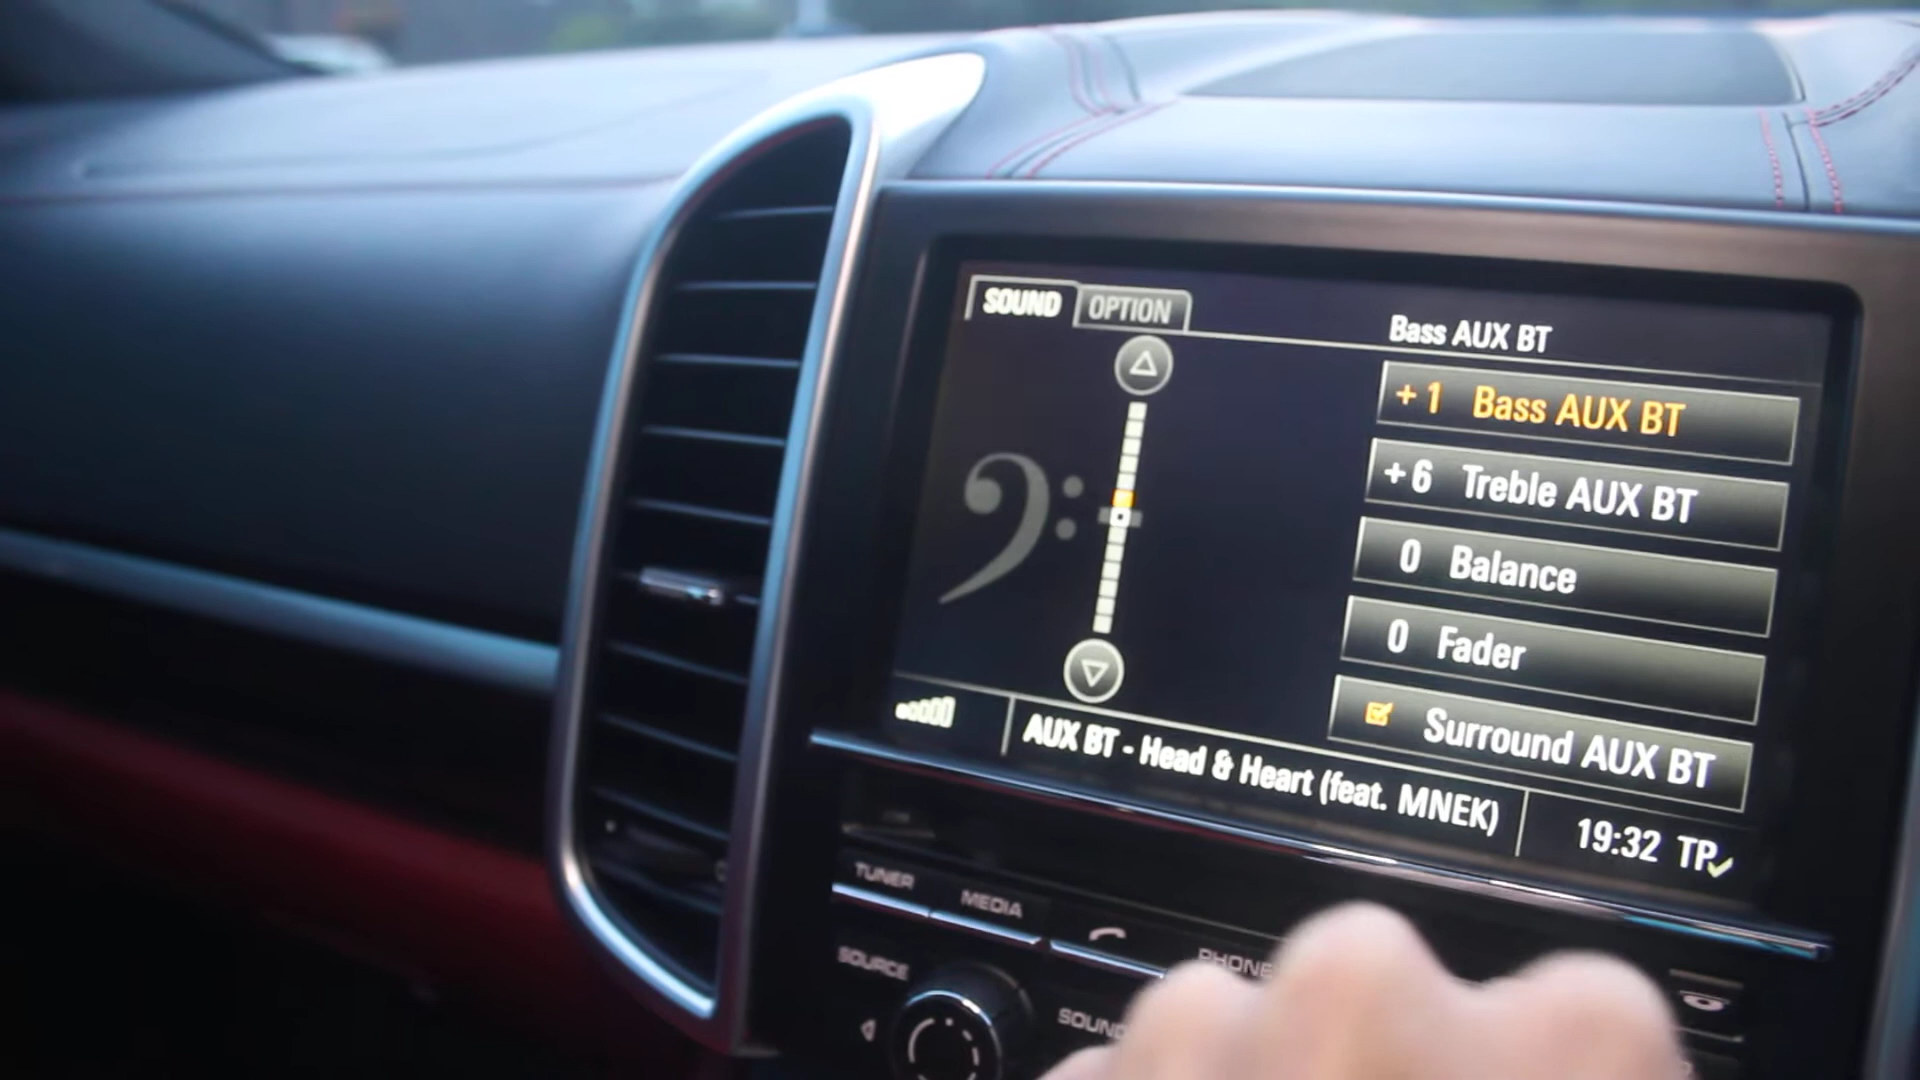 SOUND OPTION
Bass AUX BT
+1 Bass AUX BT
+6 Treble AUX BT
0 Balance
0 Fader
Surround AUX BT
AUX BT - Head & Heart (feat. MNEK)
19:32 TP
TUNER
MEDIA
PHONE
SOURCE
SOUND